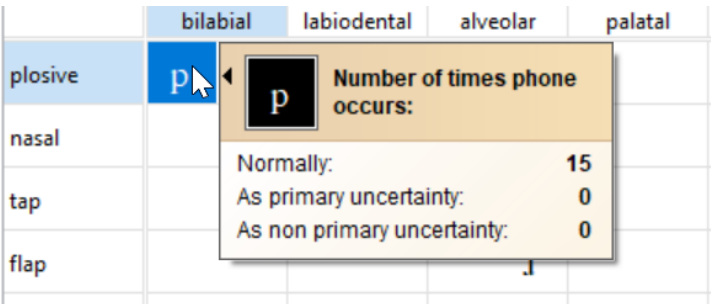 bilabial labiodental alveolar palatal
plosive p
p Number of times phone
occurs:
nasal
Normally: 15
tap As primary uncertainty: 0
As non primary uncertainty: 0
flap